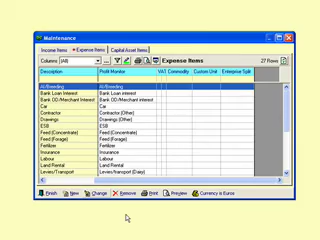 Maintenance
Income Items Expense Items Capital Asset Items
Columns (All) ... Expense Items 27 Rows
Description Profit Monitor VAT Commodity Custom Unit Enterprise Split
AI/Breeding AI/Breeding
Bank Loan Interest Bank Loan interest
Bank OD/Merchant Interest Bank OD/Merchant interest
Car Car
Contractor Contractor (Other)
Drawings Drawings (Other)
ESB ESB
Feed (Concentrate) Feed (Concentrate)
Feed (Forage) Feed (Forage)
Fertilizer Fertilizer
Insurance Insurance
Labour Labour
Land Rental Land Rental
Levies/Transport Levies/transport (Dairy)
Finish New Change Remove Print Preview Currency is Euros